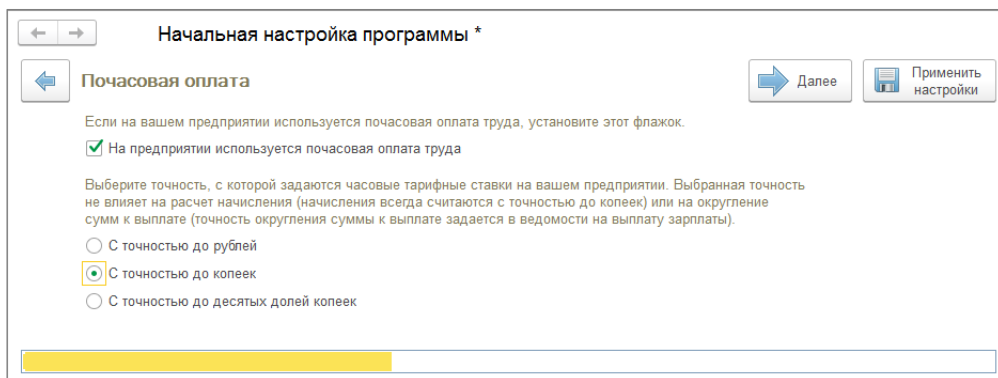 Начальная настройка программы *
Почасовая оплата
Далее
Применить
настройки
Если на вашем предприятии используется почасовая оплата труда, установите этот флажок.
На предприятии используется почасовая оплата труда
Выберите точность, с которой задаются часовые тарифные ставки на вашем предприятии. Выбранная точность
не влияет на расчет начисления (начисления всегда считаются с точностью до копеек) или на округление
сумм к выплате (точность округления суммы к выплате задается в ведомости на выплату зарплаты).
С точностью до рублей
С точностью до копеек
С точностью до десятых долей копеек